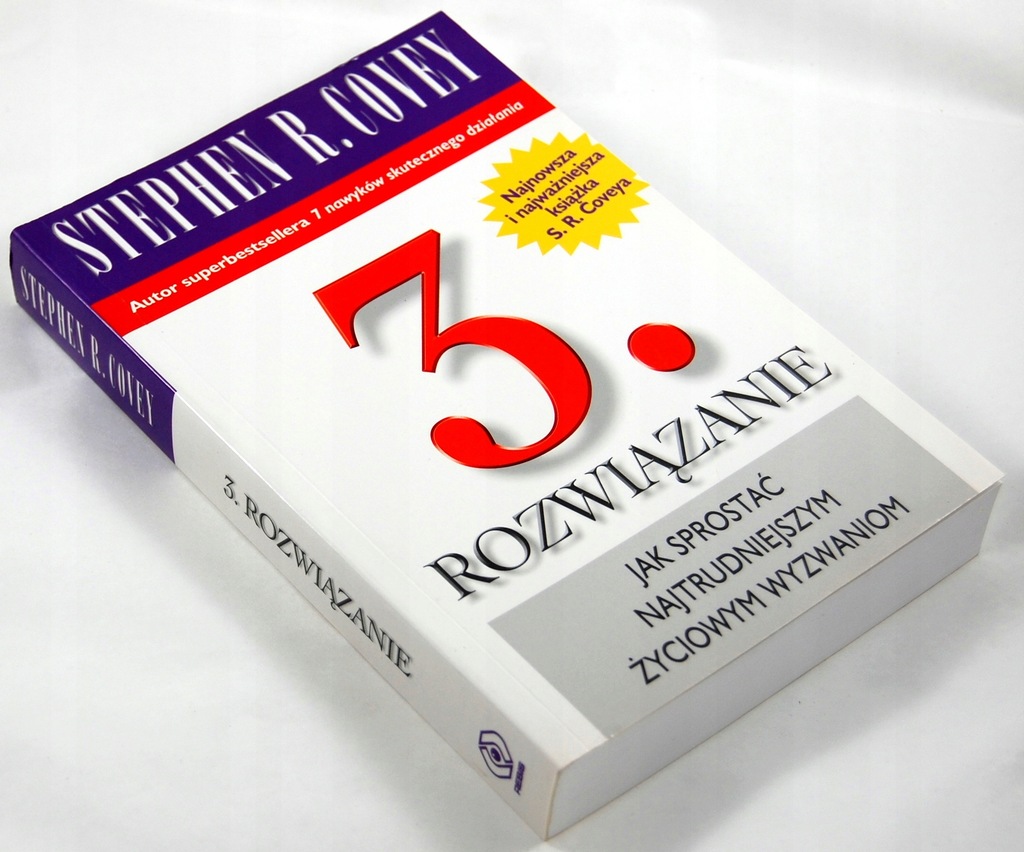 STEPHEN R. COVEY
Autor superbestsellera 7 nawyków skutecznego działania
Najnowsza
i najważniejsza
książka
S. R. Coveya
3.
ROZWIĄZANIE
JAK SPROSTAĆ
NAJTRUDNIEJSZYM
ŻYCIOWYM WYZWANIOM
STEPHEN R. COVEY
3. ROZWIĄZANIE
REBIS